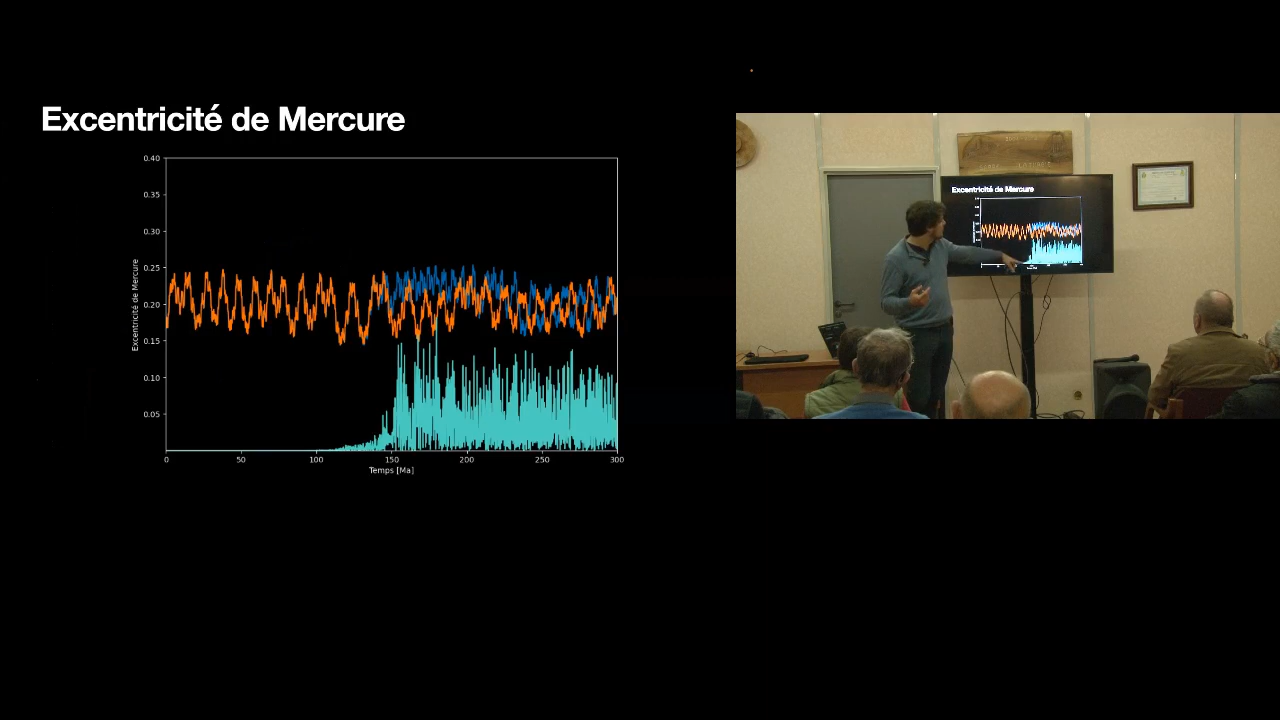 Excentricité de Mercure
0.40
0.35
0.30
0.25
0.20
0.15
0.10
0.05
Excentricité de Mercure
0 50 100 150 200 250 300
Temps [Ma]
Excentricité de Mercure